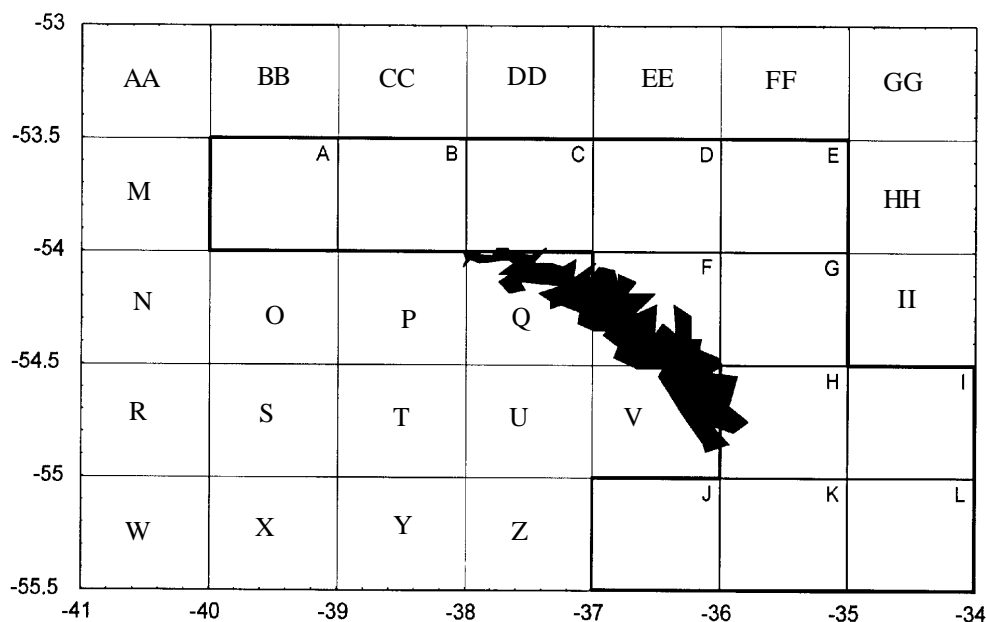 -53
AA BB CC DD EE FF GG
-53.5
A B C D E
M HH
-54
F G
N O P Q II
-54.5
H I
R S T U V
-55
J K L
W X Y Z
-55.5
-41 -40 -39 -38 -37 -36 -35 -34